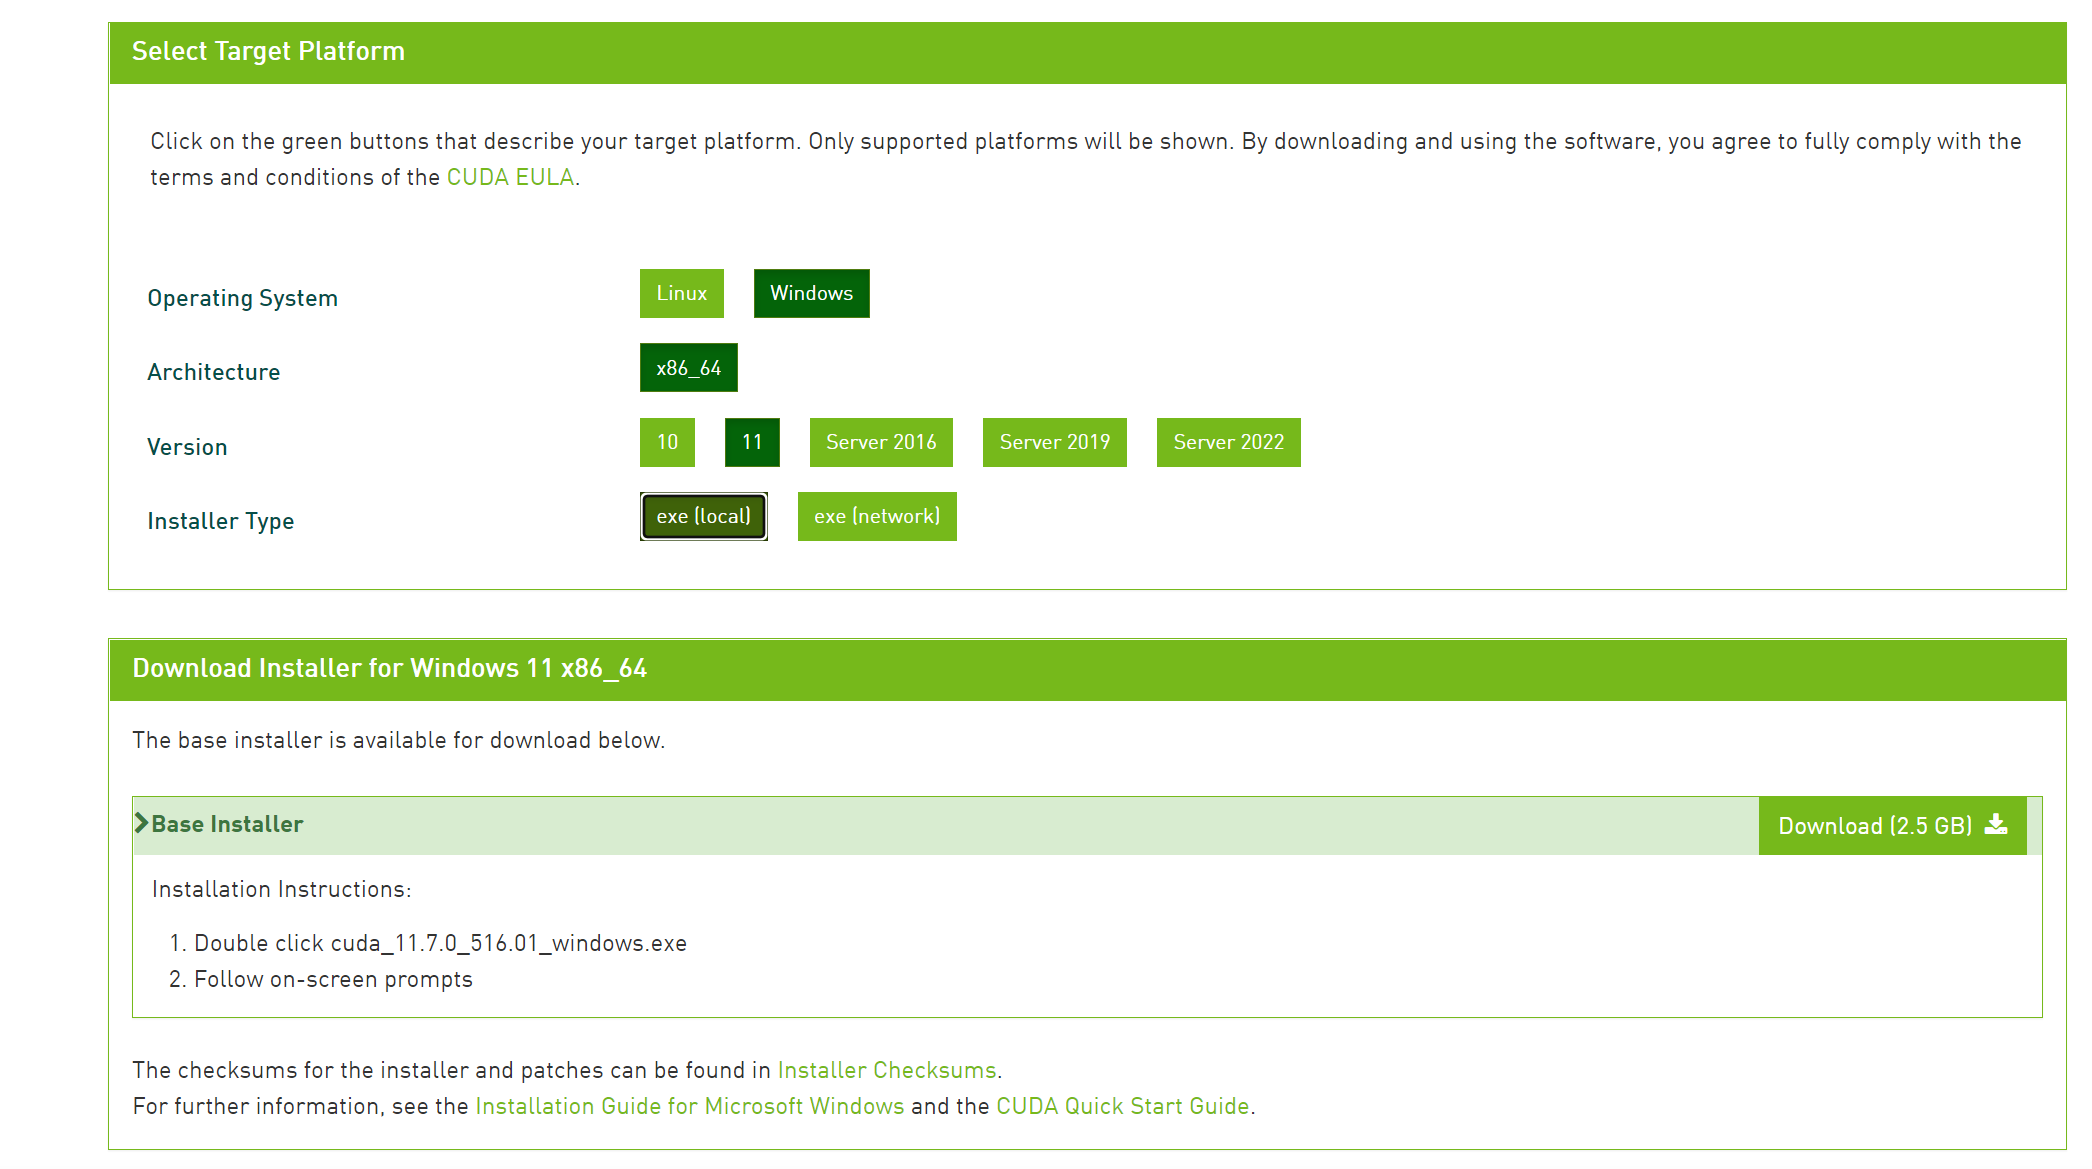 Select Target Platform
Click on the green buttons that describe your target platform. Only supported platforms will be shown. By downloading and using the software, you agree to fully comply with the
terms and conditions of the CUDA EULA.
Operating System
Linux Windows
Architecture
x86_64
Version
10 11 Server 2016 Server 2019 Server 2022
Installer Type
exe (local) exe (network)
Download Installer for Windows 11 x86_64
The base installer is available for download below.
Base Installer Download (2.5 GB)
Installation Instructions:
1. Double click cuda_11.7.0_516.01_windows.exe
2. Follow on-screen prompts
The checksums for the installer and patches can be found in Installer Checksums.
For further information, see the Installation Guide for Microsoft Windows and the CUDA Quick Start Guide.